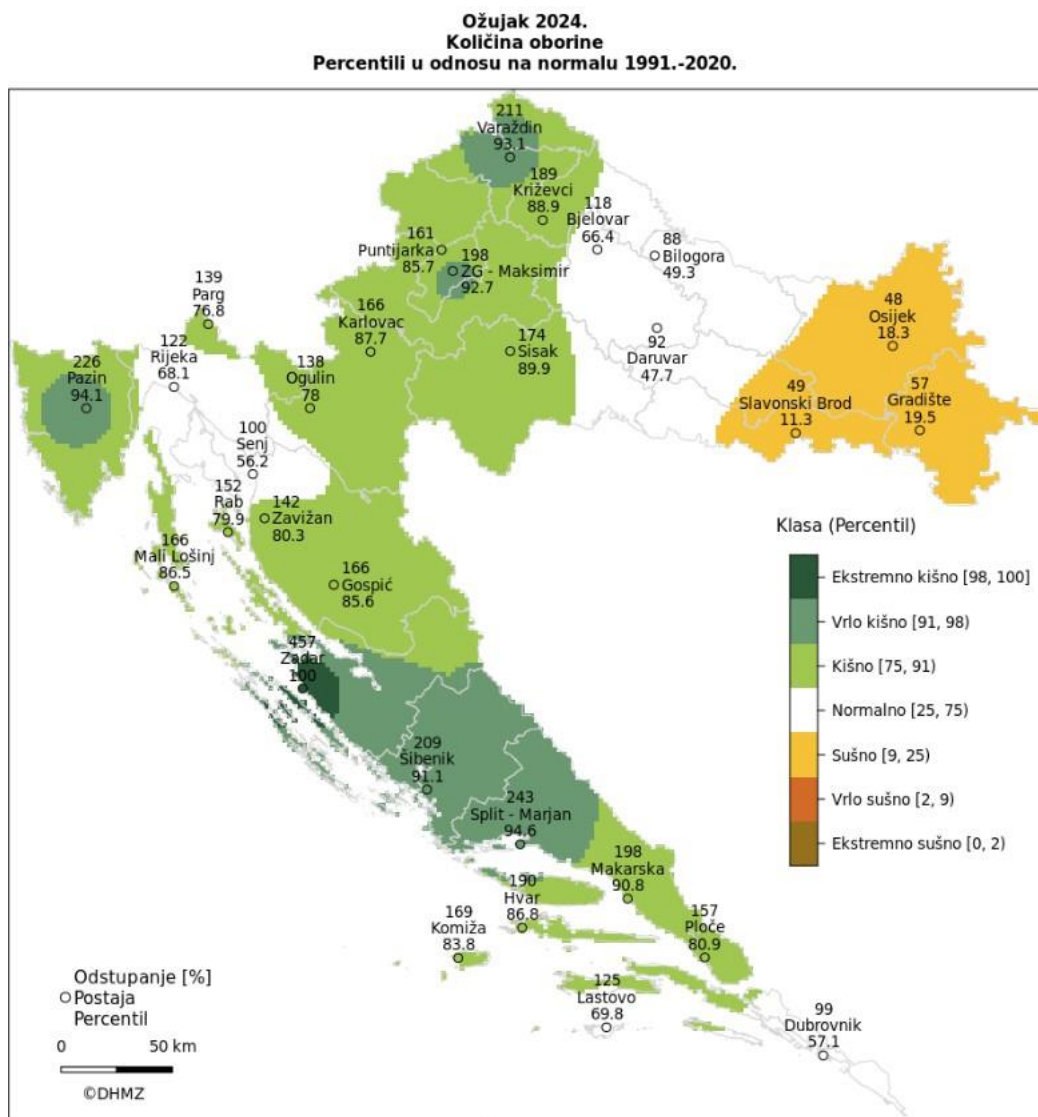 Ožujak 2024.
Količina oborine
Percentili u odnosu na normalu 1991.-2020.
211
Varaždin
93.1
189
Križevci
88.9
118
Bjelovar
66.4
88
Bilogora
49.3
161
Puntijarka
85.7
198
ZG - Maksimir
92.7
139
Parg
76.8
166
Karlovac
87.7
174
Sisak
89.9
92
Daruvar
47.7
48
Osijek
18.3
122
Rijeka
68.1
226
Pazin
94.1
138
Ogulin
78
49
Slavonski Brod
11.3
57
Gradište
19.5
100
Senj
56.2
152
Rab
79.9
142
Zavižan
80.3
166
Mali Lošinj
86.5
166
Gospić
85.6
457
Zadar
100
209
Šibenik
91.1
243
Split - Marjan
94.6
198
Makarska
90.8
190
Hvar
86.8
169
Komiža
83.8
157
Ploče
80.9
125
Lastovo
69.8
99
Dubrovnik
57.1
Klasa (Percentil)
Ekstremno kišno [98, 100]
Vrlo kišno [91, 98)
Kišno [75, 91)
Normalno [25, 75)
Sušno [9, 25)
Vrlo sušno [2, 9)
Ekstremno sušno [0, 2)
Odstupanje [%]
Postaja
Percentil
0 50 km
©DHMZ